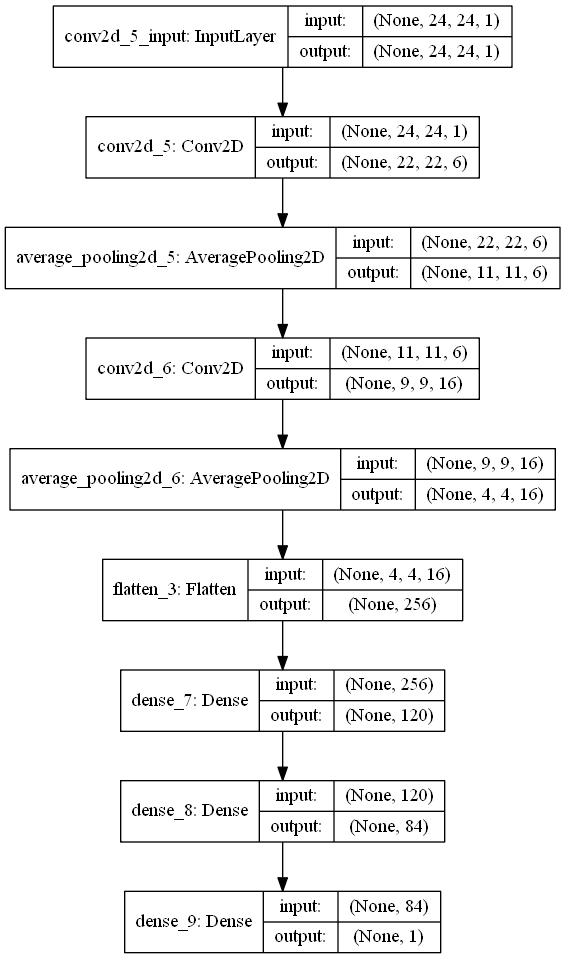 conv2d_5_input: InputLayer
input: (None, 24, 24, 1)
output: (None, 24, 24, 1)
conv2d_5: Conv2D
input: (None, 24, 24, 1)
output: (None, 22, 22, 6)
average_pooling2d_5: AveragePooling2D
input: (None, 22, 22, 6)
output: (None, 11, 11, 6)
conv2d_6: Conv2D
input: (None, 11, 11, 6)
output: (None, 9, 9, 16)
average_pooling2d_6: AveragePooling2D
input: (None, 9, 9, 16)
output: (None, 4, 4, 16)
flatten_3: Flatten
input: (None, 4, 4, 16)
output: (None, 256)
dense_7: Dense
input: (None, 256)
output: (None, 120)
dense_8: Dense
input: (None, 120)
output: (None, 84)
dense_9: Dense
input: (None, 84)
output: (None, 1)